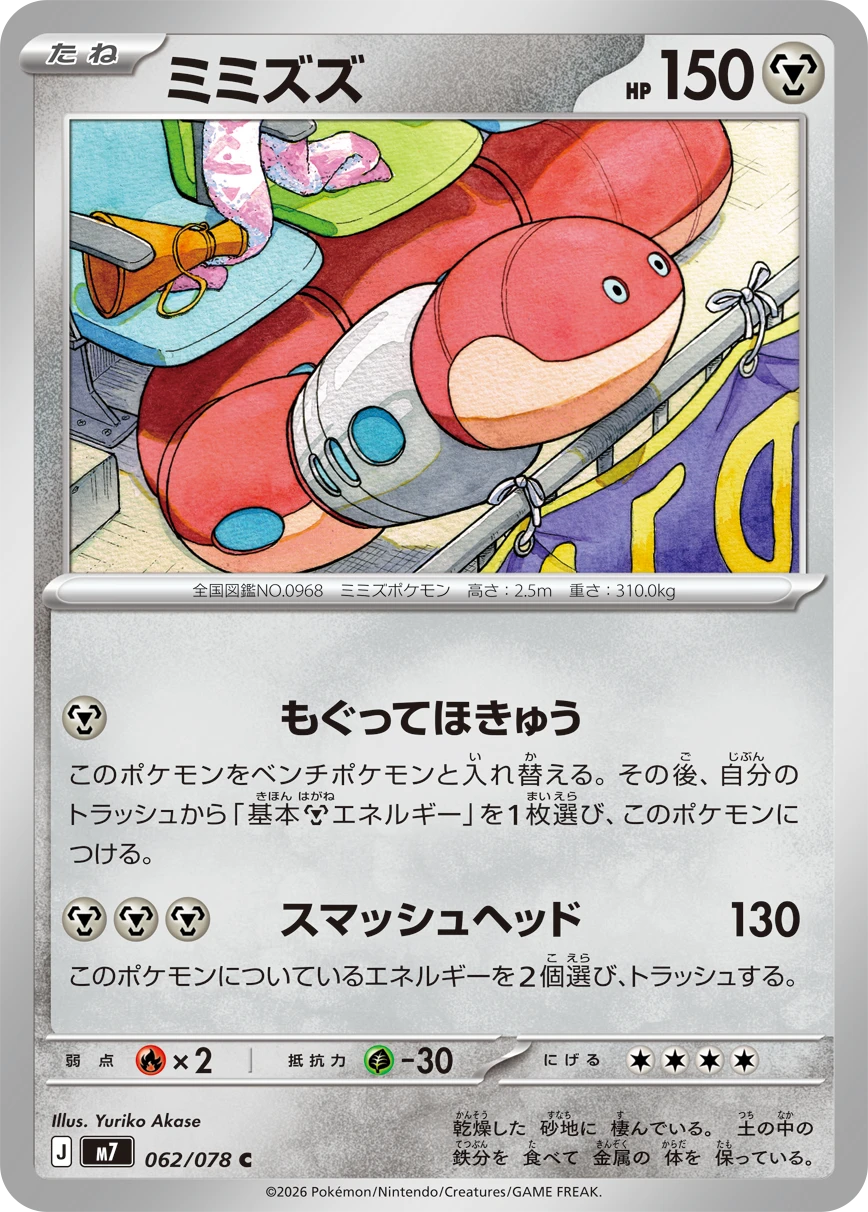 たね
ミミズズ
HP 150
全国図鑑NO.0968 ミミズポケモン 高さ：2.5m 重さ：310.0kg
もぐってほきゅう
このポケモンをベンチポケモンと入れ替える。その後、自分の
トラッシュから「基本エネルギー」を1枚選び、このポケモンに
つける。
スマッシュヘッド 130
このポケモンについているエネルギーを2個選び、トラッシュする。
弱点 ×2 抵抗力 -30 にげる
Illus. Yuriko Akase
乾燥した 砂地に 棲んでいる。 土の中の
鉄分を 食べて 金属の 体を 保っている。
J m7 062/078 C
©2026 Pokémon/Nintendo/Creatures/GAME FREAK.